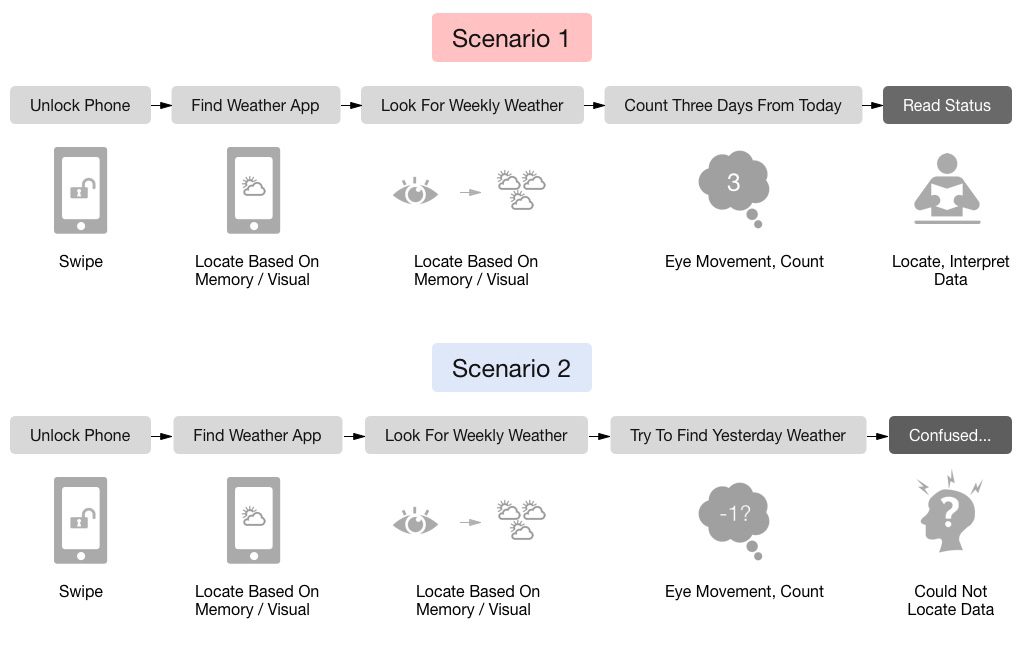 Scenario 1
Unlock Phone
Find Weather App
Look For Weekly Weather
Count Three Days From Today
Read Status
3
Swipe
Locate Based On
Memory / Visual
Locate Based On
Memory / Visual
Eye Movement, Count
Locate, Interpret
Data
Scenario 2
Unlock Phone
Find Weather App
Look For Weekly Weather
Try To Find Yesterday Weather
Confused...
-1?
?
Swipe
Locate Based On
Memory / Visual
Locate Based On
Memory / Visual
Eye Movement, Count
Could Not
Locate Data